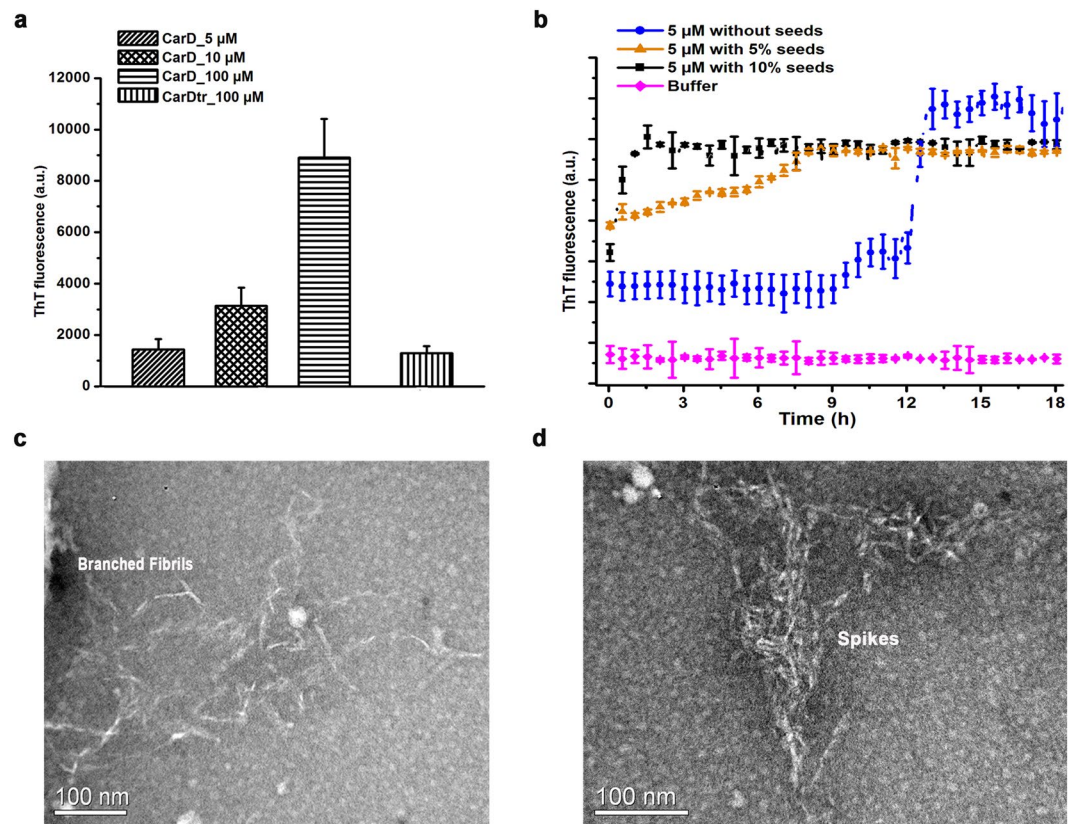 a
CarD_5 µM
CarD_10 µM
CarD_100 µM
CarDtr_100 µM
12000
10000
8000
6000
4000
2000
0
ThT fluorescence (a.u.)
b
5 µM without seeds
5 µM with 5% seeds
5 µM with 10% seeds
Buffer
ThT fluorescence (a.u.)
0 3 6 9 12 15 18
Time (h)
c
Branched Fibrils
100 nm
d
Spikes
100 nm